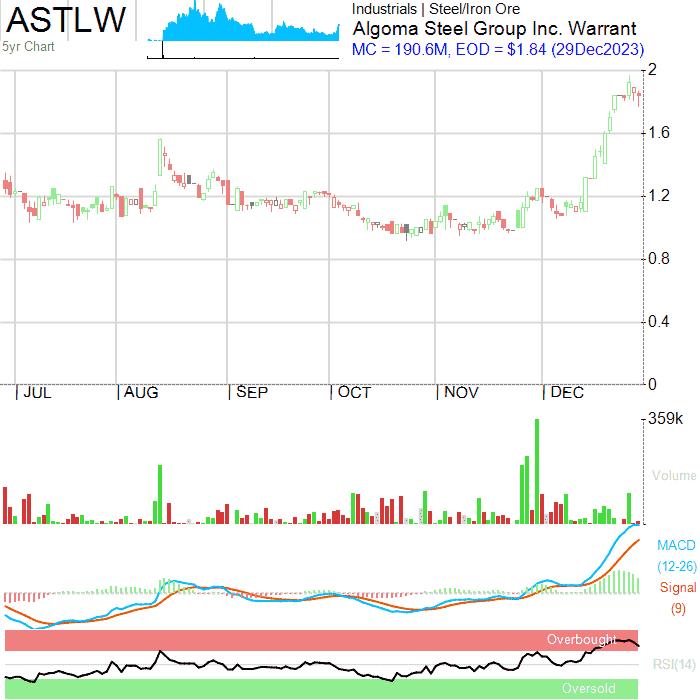 ASTLW
5yr Chart
Industrials | Steel/Iron Ore
Algoma Steel Group Inc. Warrant
MC = 190.6M, EOD = $1.84 (29Dec2023)
2
1.6
1.2
0.8
0.4
0
JUL AUG SEP OCT NOV DEC
359k
Volume
MACD
(12-26)
Signal
(9)
Overbought
RSI(14)
Oversold